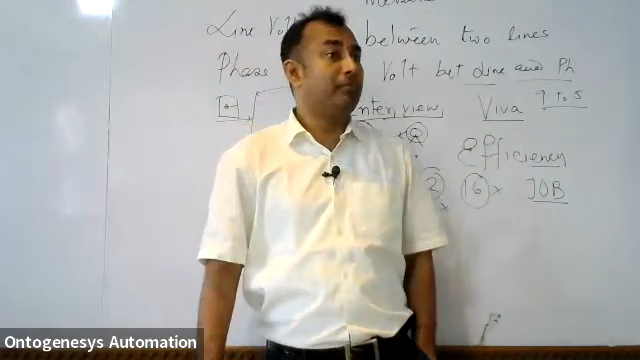 Line Volt between two lines
Phase Volt bet Line and Ph
Interview, Viva 9 to 5
Efficiency
2 16 × JOB
×
Ontogenesys Automation